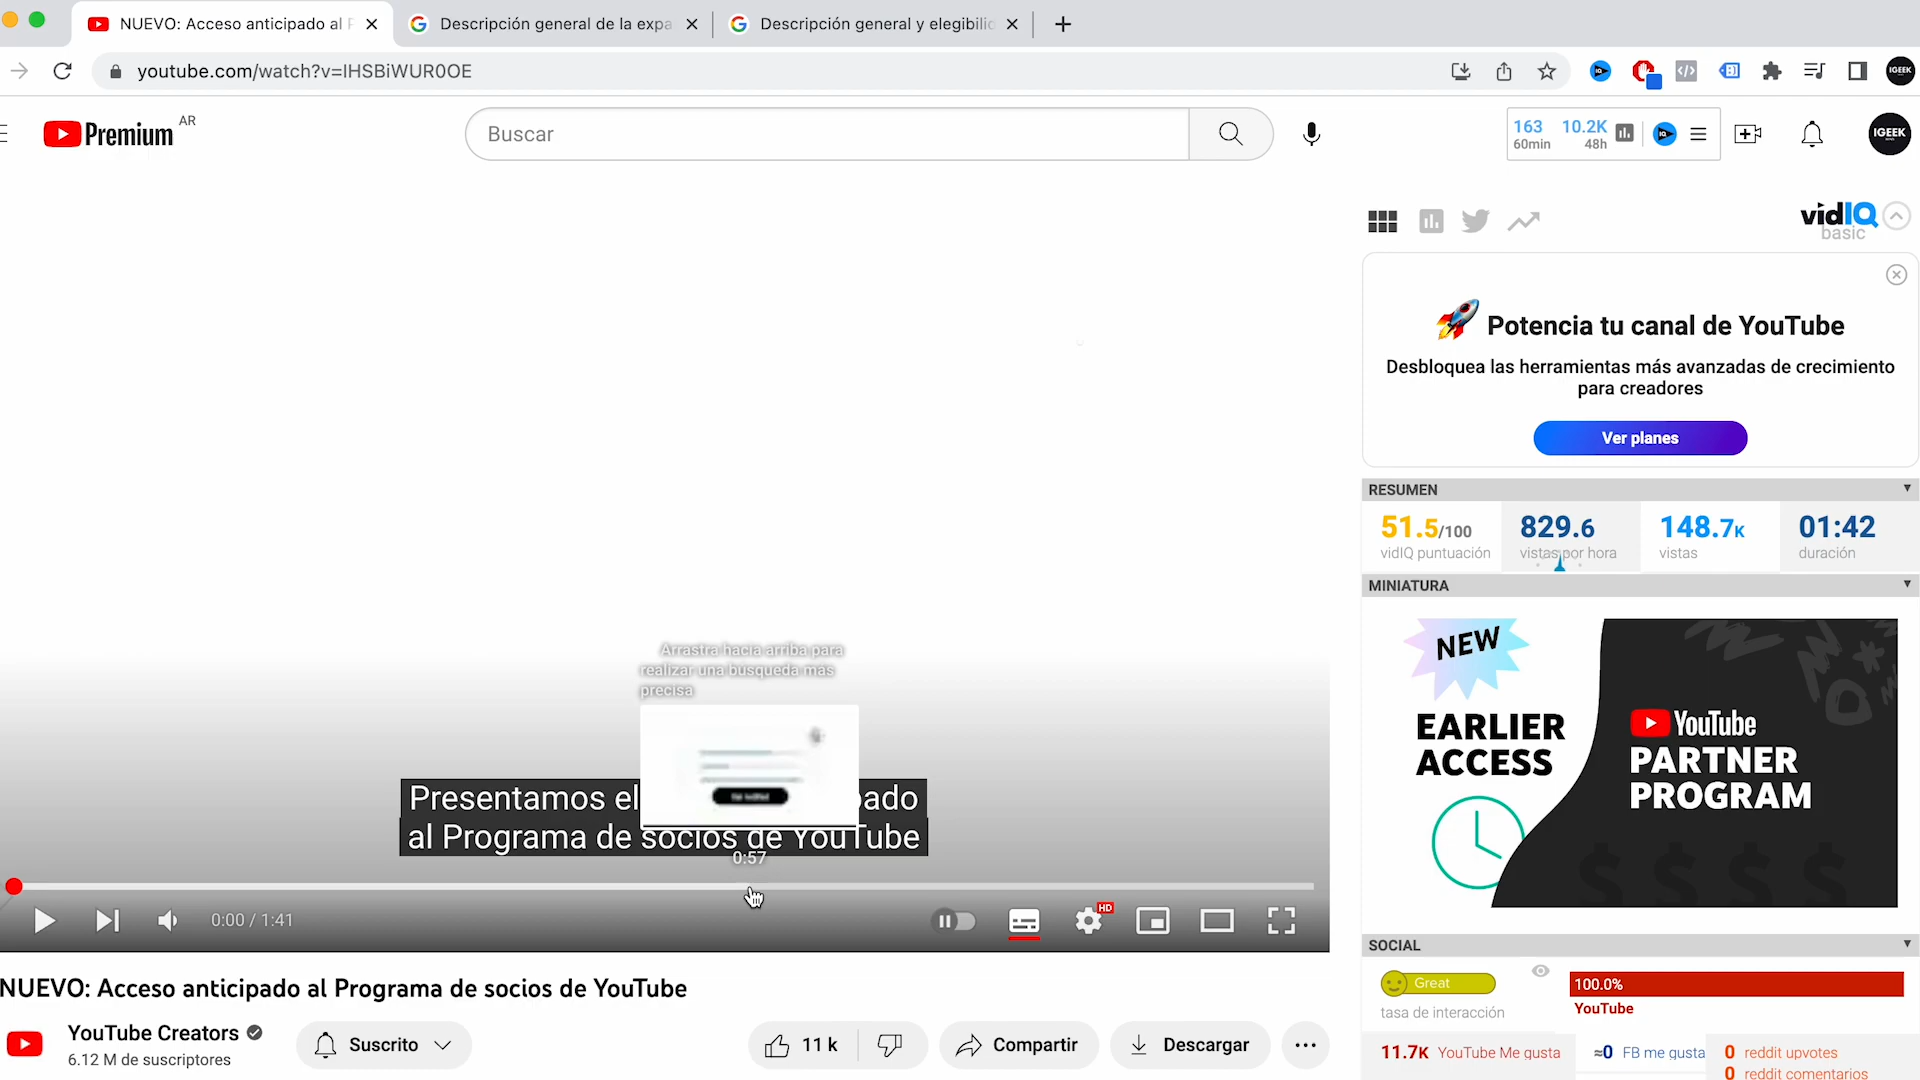 NUEVO: Acceso anticipado al P
Descripción general de la expa
Descripción general y elegibilid
youtube.com/watch?v=IHSBiWUR0OE
IGEEK
Premium AR
Buscar
163 10.2K
60min 48h
IGEEK
vidIQ
basic
Potencia tu canal de YouTube
Desbloquea las herramientas más avanzadas de crecimiento
para creadores
Ver planes
RESUMEN
51.5/100 829.6 148.7K 01:42
vidIQ puntuación vistas por hora vistas duración
MINIATURA
NEW
EARLIER
ACCESS
YouTube
PARTNER
PROGRAM
Arrastra hacia arriba para
realizar una búsqueda más
precisa
Presentamos el pado
al Programa de socios de YouTube
0:57
0:00 / 1:41
HD
NUEVO: Acceso anticipado al Programa de socios de YouTube
YouTube Creators
6.12 M de suscriptores
Suscrito
11 k
Compartir
Descargar
SOCIAL
Great
tasa de interacción
100.0%
YouTube
11.7K YouTube Me gusta
≈0 FB me gusta
0 reddit upvotes
0 reddit comentarios